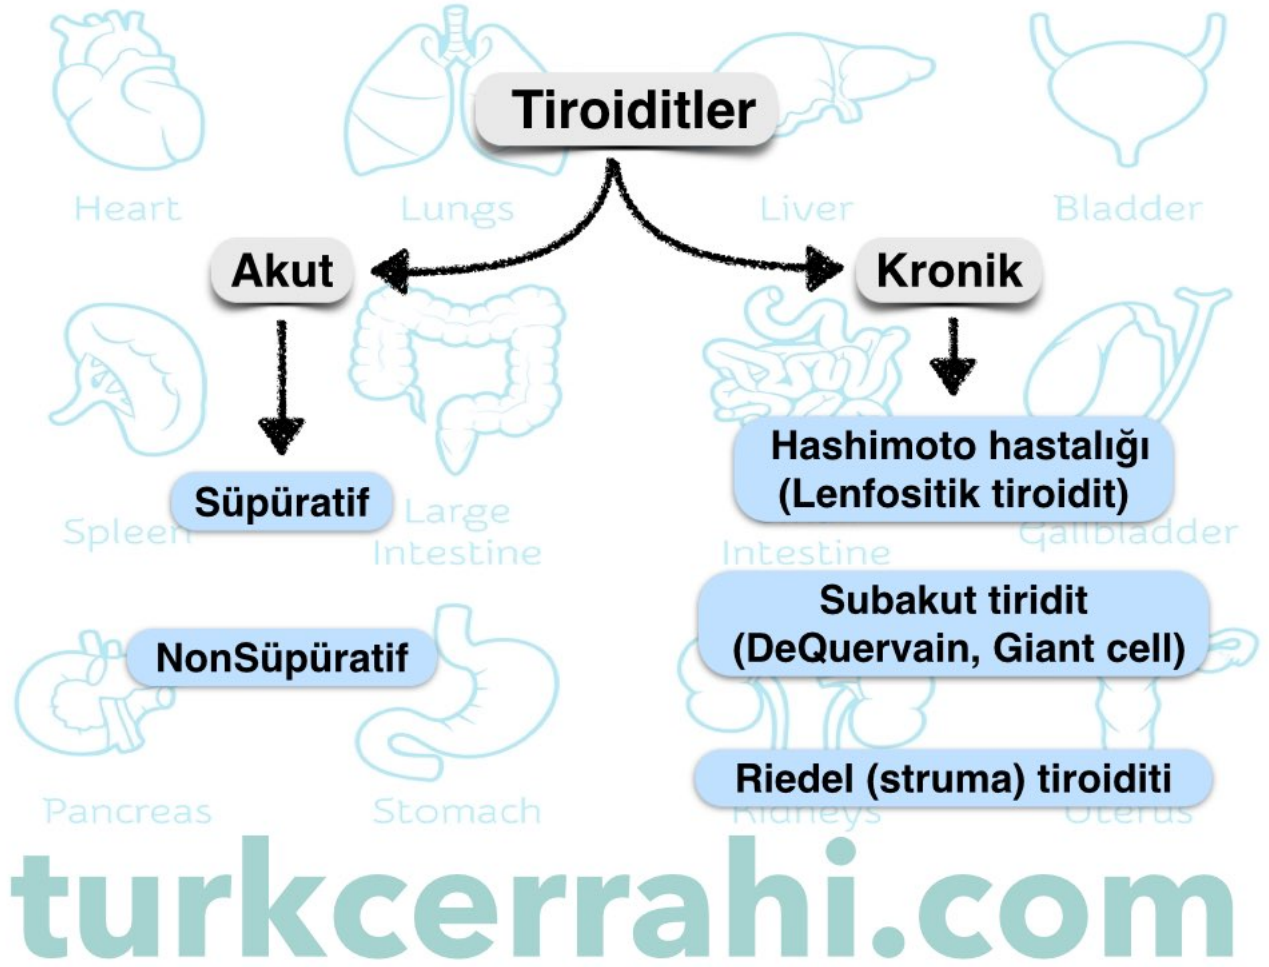 Tiroiditler
Heart
Lungs
Liver
Bladder
Akut
Kronik
Süpüratif
Hashimoto hastalığı
(Lenfositik tiroidit)
Spleen
Large
Intestine
Intestine
Gallbladder
NonSüpüratif
Subakut tiridit
(DeQuervain, Giant cell)
Riedel (struma) tiroiditi
Pancreas
Stomach
Kidneys
Uterus
turkcerrahi.com